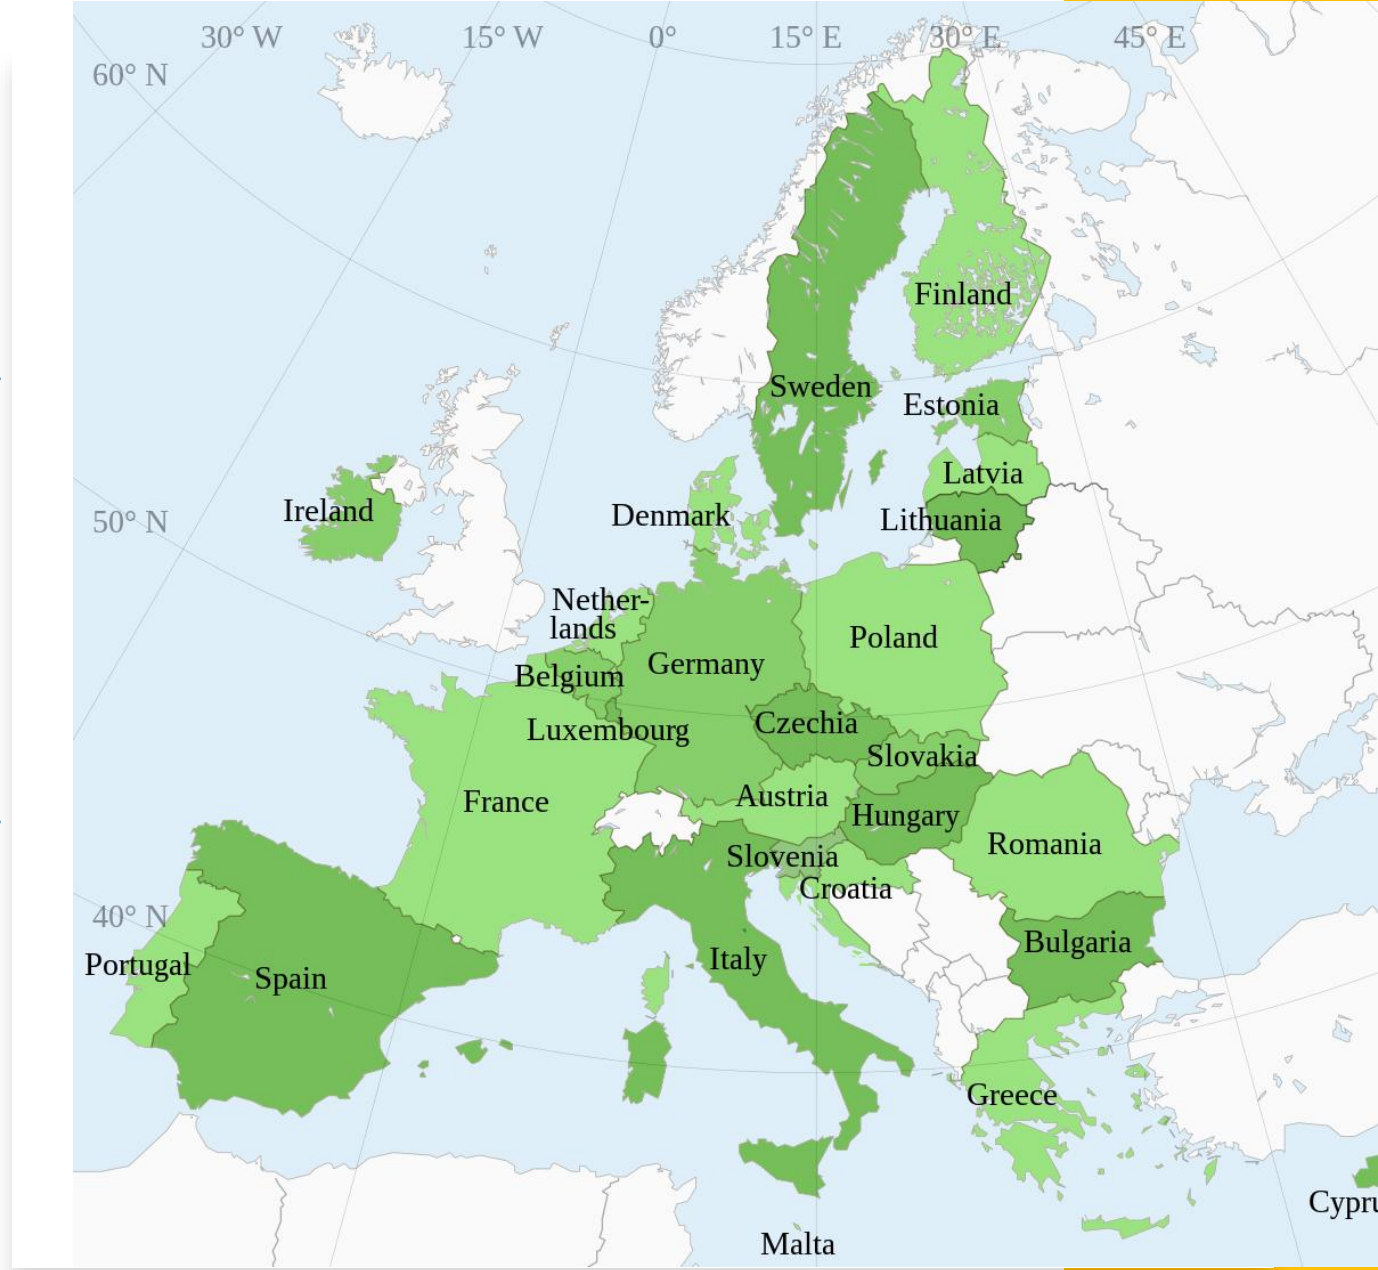 30° W
15° W
0°
15° E
30° E
45° E
60° N
Finland
Sweden
Estonia
Latvia
Ireland
Denmark
Lithuania
50° N
Nether-
lands
Poland
Germany
Belgium
Czechia
Luxembourg
Slovakia
Austria
France
Hungary
Romania
Slovenia
Croatia
40° N
Bulgaria
Italy
Portugal
Spain
Greece
Cypru
Malta